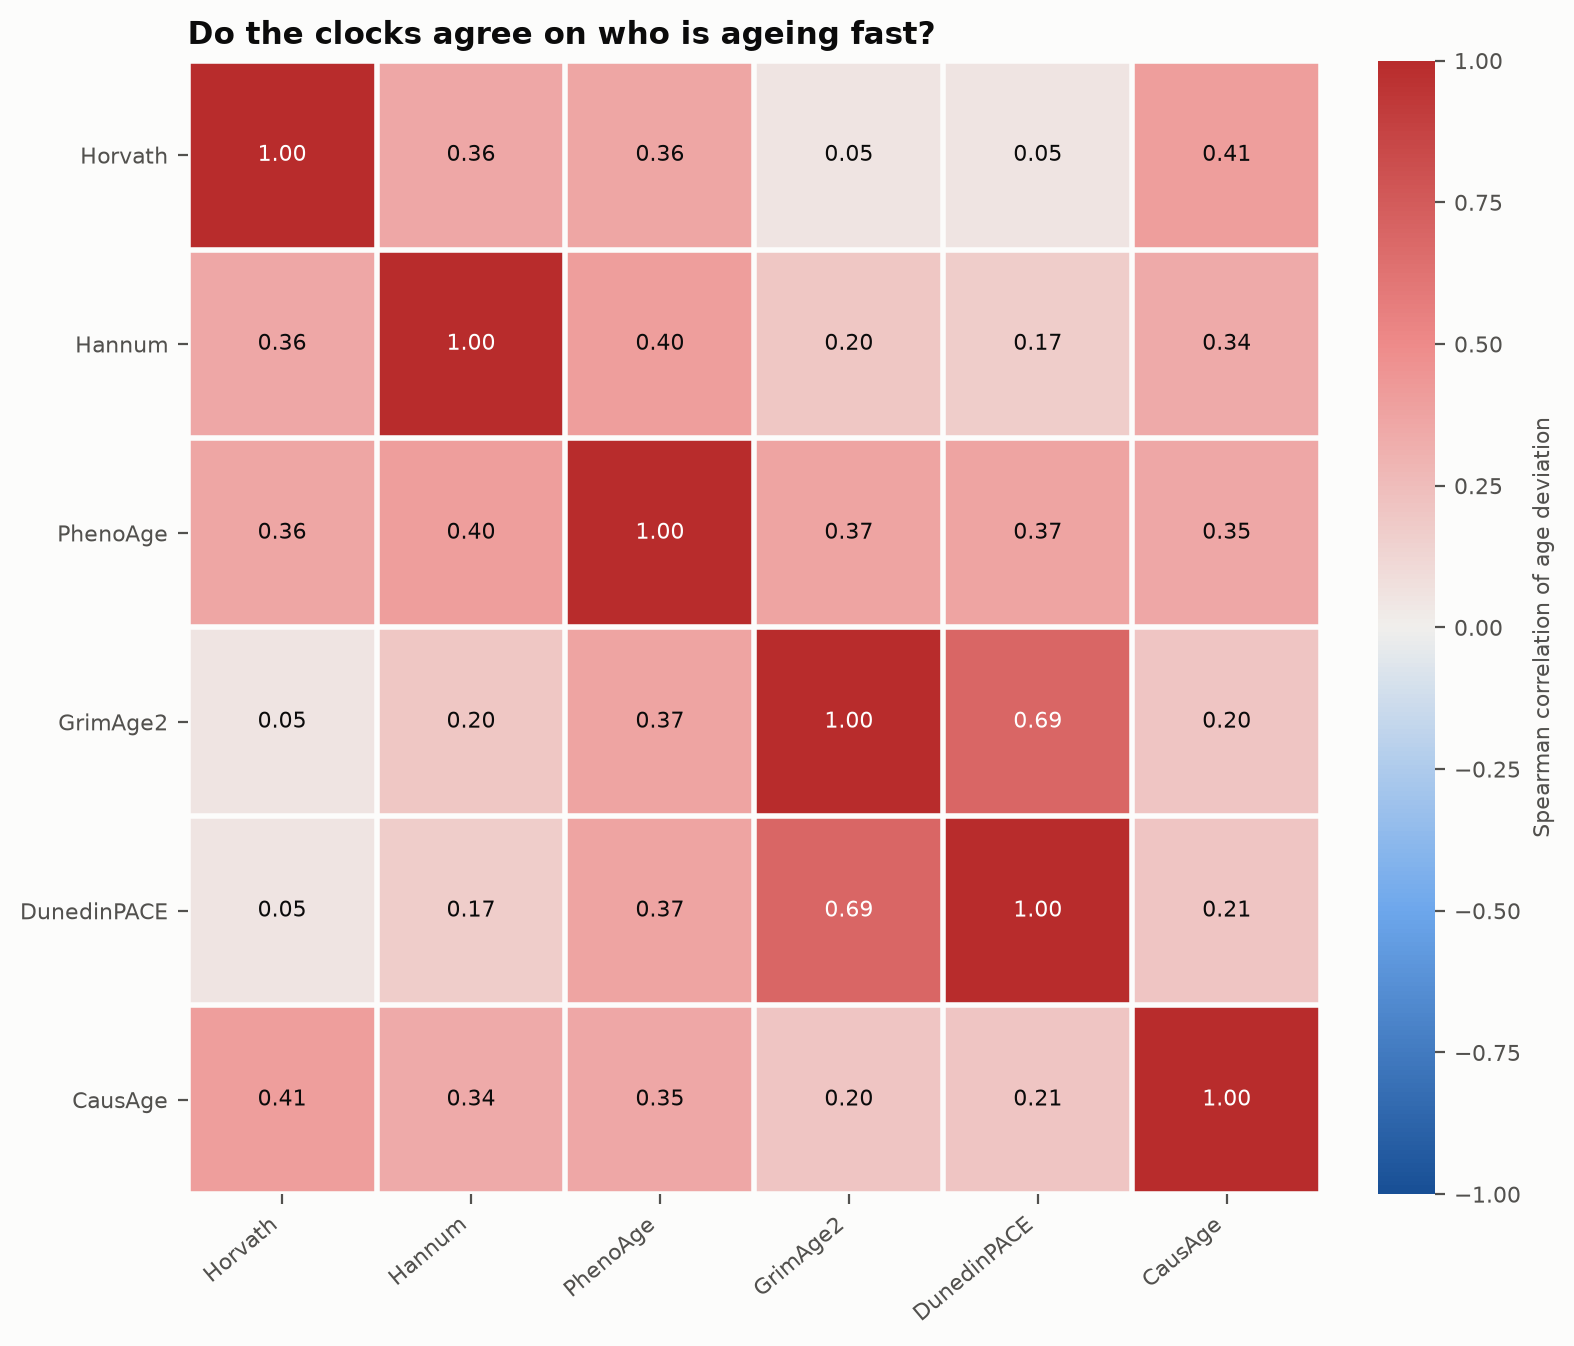 Do the clocks agree on who is ageing fast?
Horvath 1.00 0.36 0.36 0.05 0.05 0.41
Hannum 0.36 1.00 0.40 0.20 0.17 0.34
PhenoAge 0.36 0.40 1.00 0.37 0.37 0.35
GrimAge2 0.05 0.20 0.37 1.00 0.69 0.20
DunedinPACE 0.05 0.17 0.37 0.69 1.00 0.21
CausAge 0.41 0.34 0.35 0.20 0.21 1.00
Horvath Hannum PhenoAge GrimAge2 DunedinPACE CausAge
1.00
0.75
0.50
0.25
0.00
−0.25
−0.50
−0.75
−1.00
Spearman correlation of age deviation